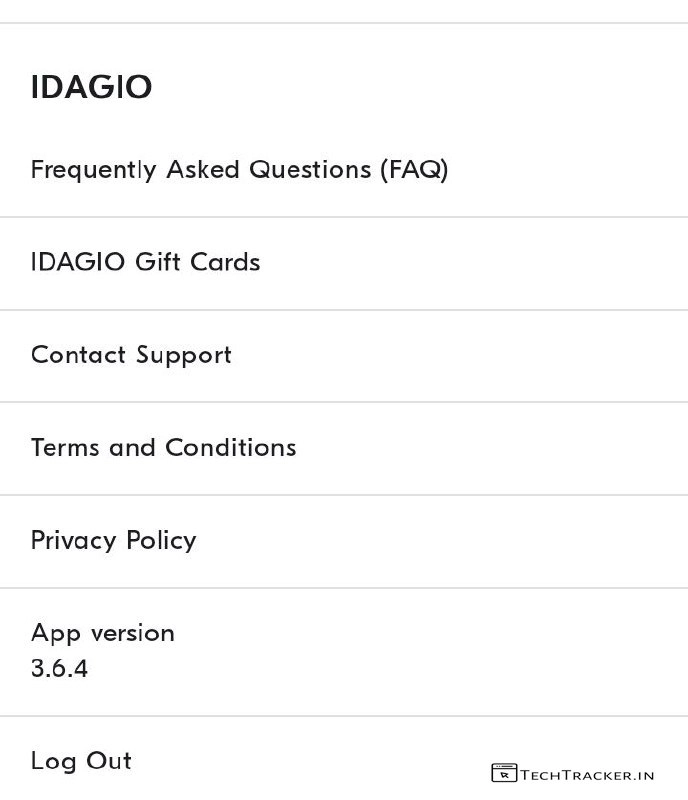 IDAGIO
Frequently Asked Questions (FAQ)
IDAGIO Gift Cards
Contact Support
Terms and Conditions
Privacy Policy
App version
3.6.4
Log Out
TECHTRACKER.IN